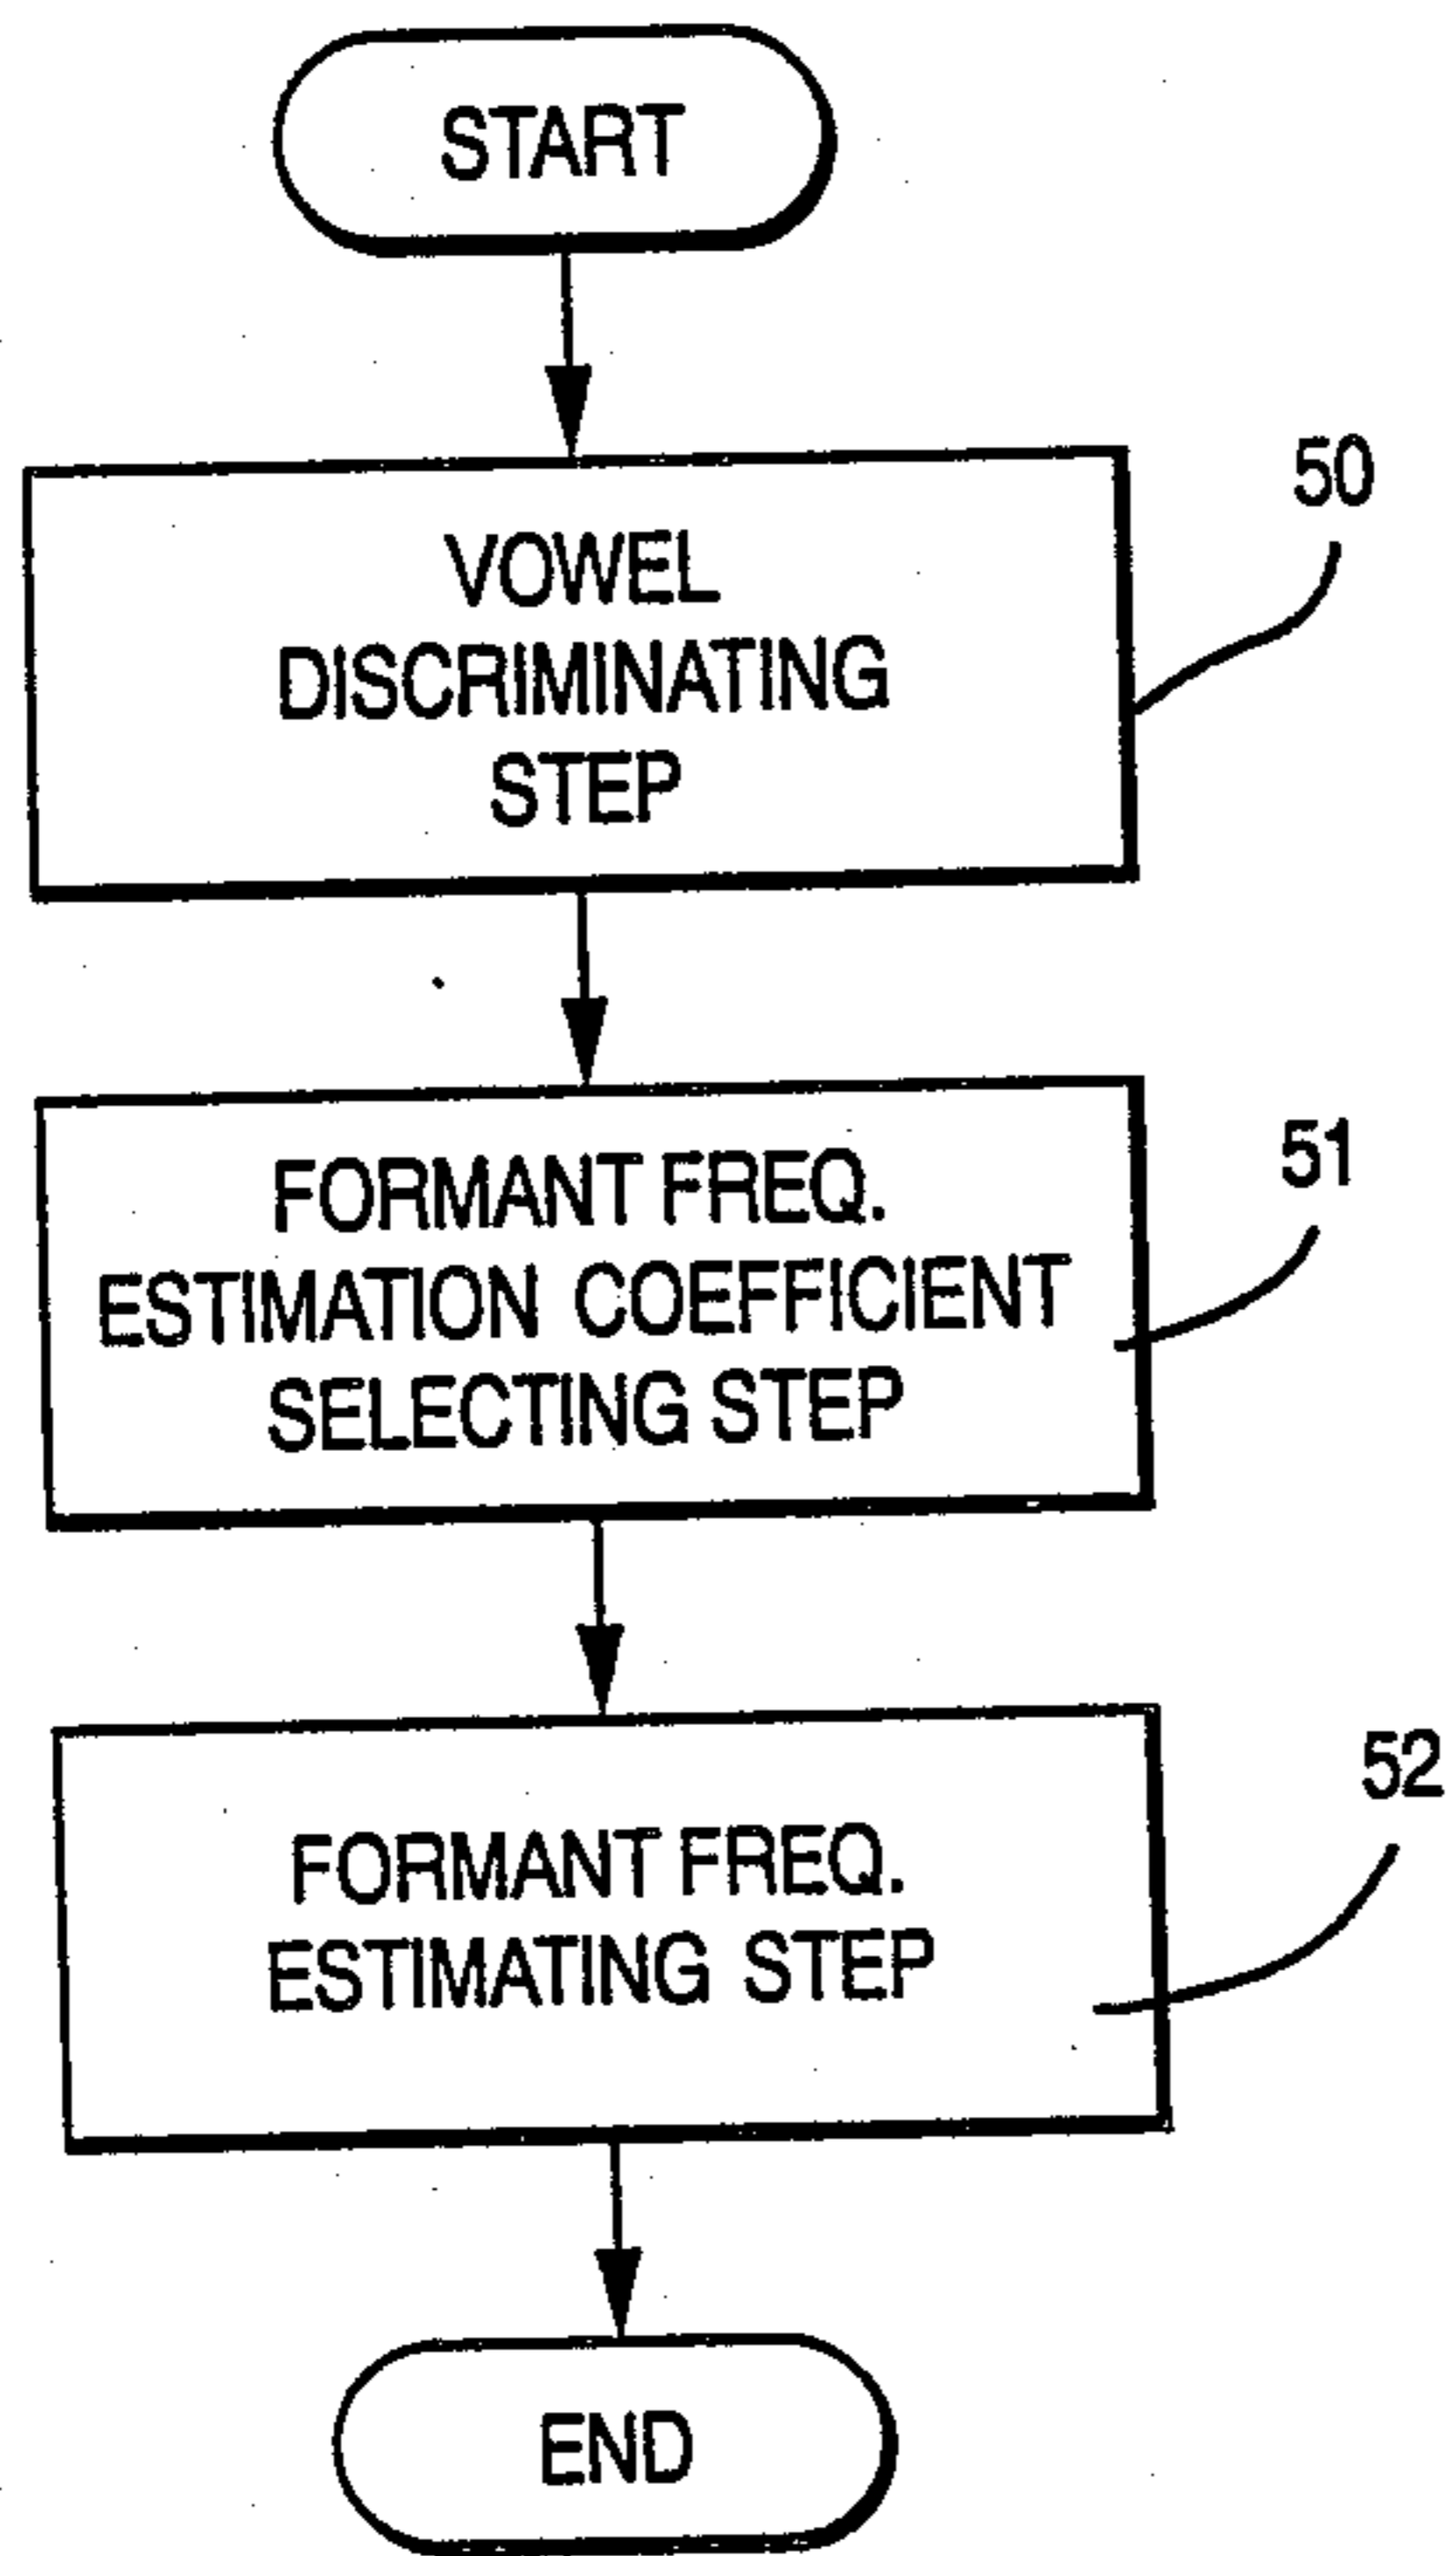 START
50
VOWEL
DISCRIMINATING
STEP
51
FORMANT FREQ.
ESTIMATION COEFFICIENT
SELECTING STEP
52
FORMANT FREQ.
ESTIMATING STEP
END